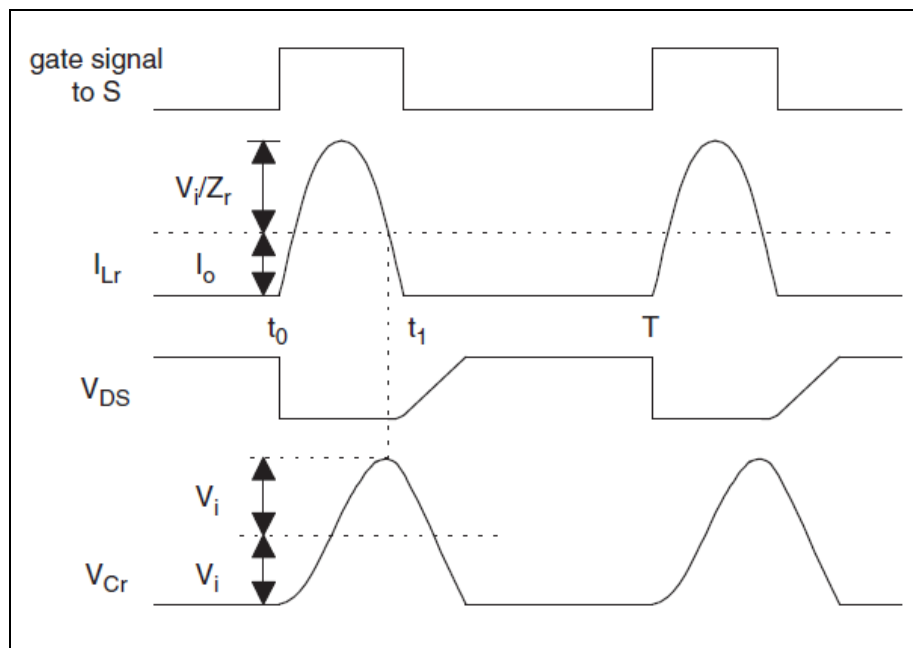 gate signal
to S
V_i/Z_r
I_Lr
I_o
t_0
t_1
T
V_DS
V_i
V_Cr
V_i